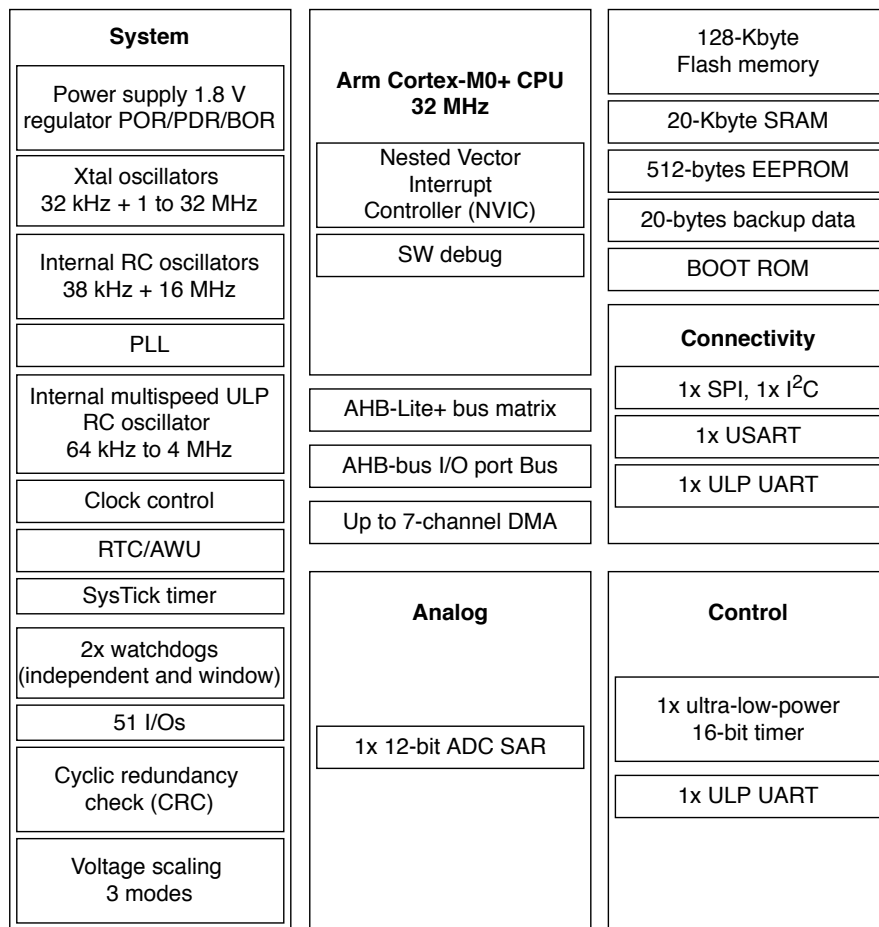 System
Power supply 1.8 V
regulator POR/PDR/BOR
Xtal oscillators
32 kHz + 1 to 32 MHz
Internal RC oscillators
38 kHz + 16 MHz
PLL
Internal multispeed ULP
RC oscillator
64 kHz to 4 MHz
Clock control
RTC/AWU
SysTick timer
2x watchdogs
(independent and window)
51 I/Os
Cyclic redundancy
check (CRC)
Voltage scaling
3 modes
Arm Cortex-M0+ CPU
32 MHz
Nested Vector
Interrupt
Controller (NVIC)
SW debug
AHB-Lite+ bus matrix
AHB-bus I/O port Bus
Up to 7-channel DMA
Analog
1x 12-bit ADC SAR
128-Kbyte
Flash memory
20-Kbyte SRAM
512-bytes EEPROM
20-bytes backup data
BOOT ROM
Connectivity
1x SPI, 1x I²C
1x USART
1x ULP UART
Control
1x ultra-low-power
16-bit timer
1x ULP UART